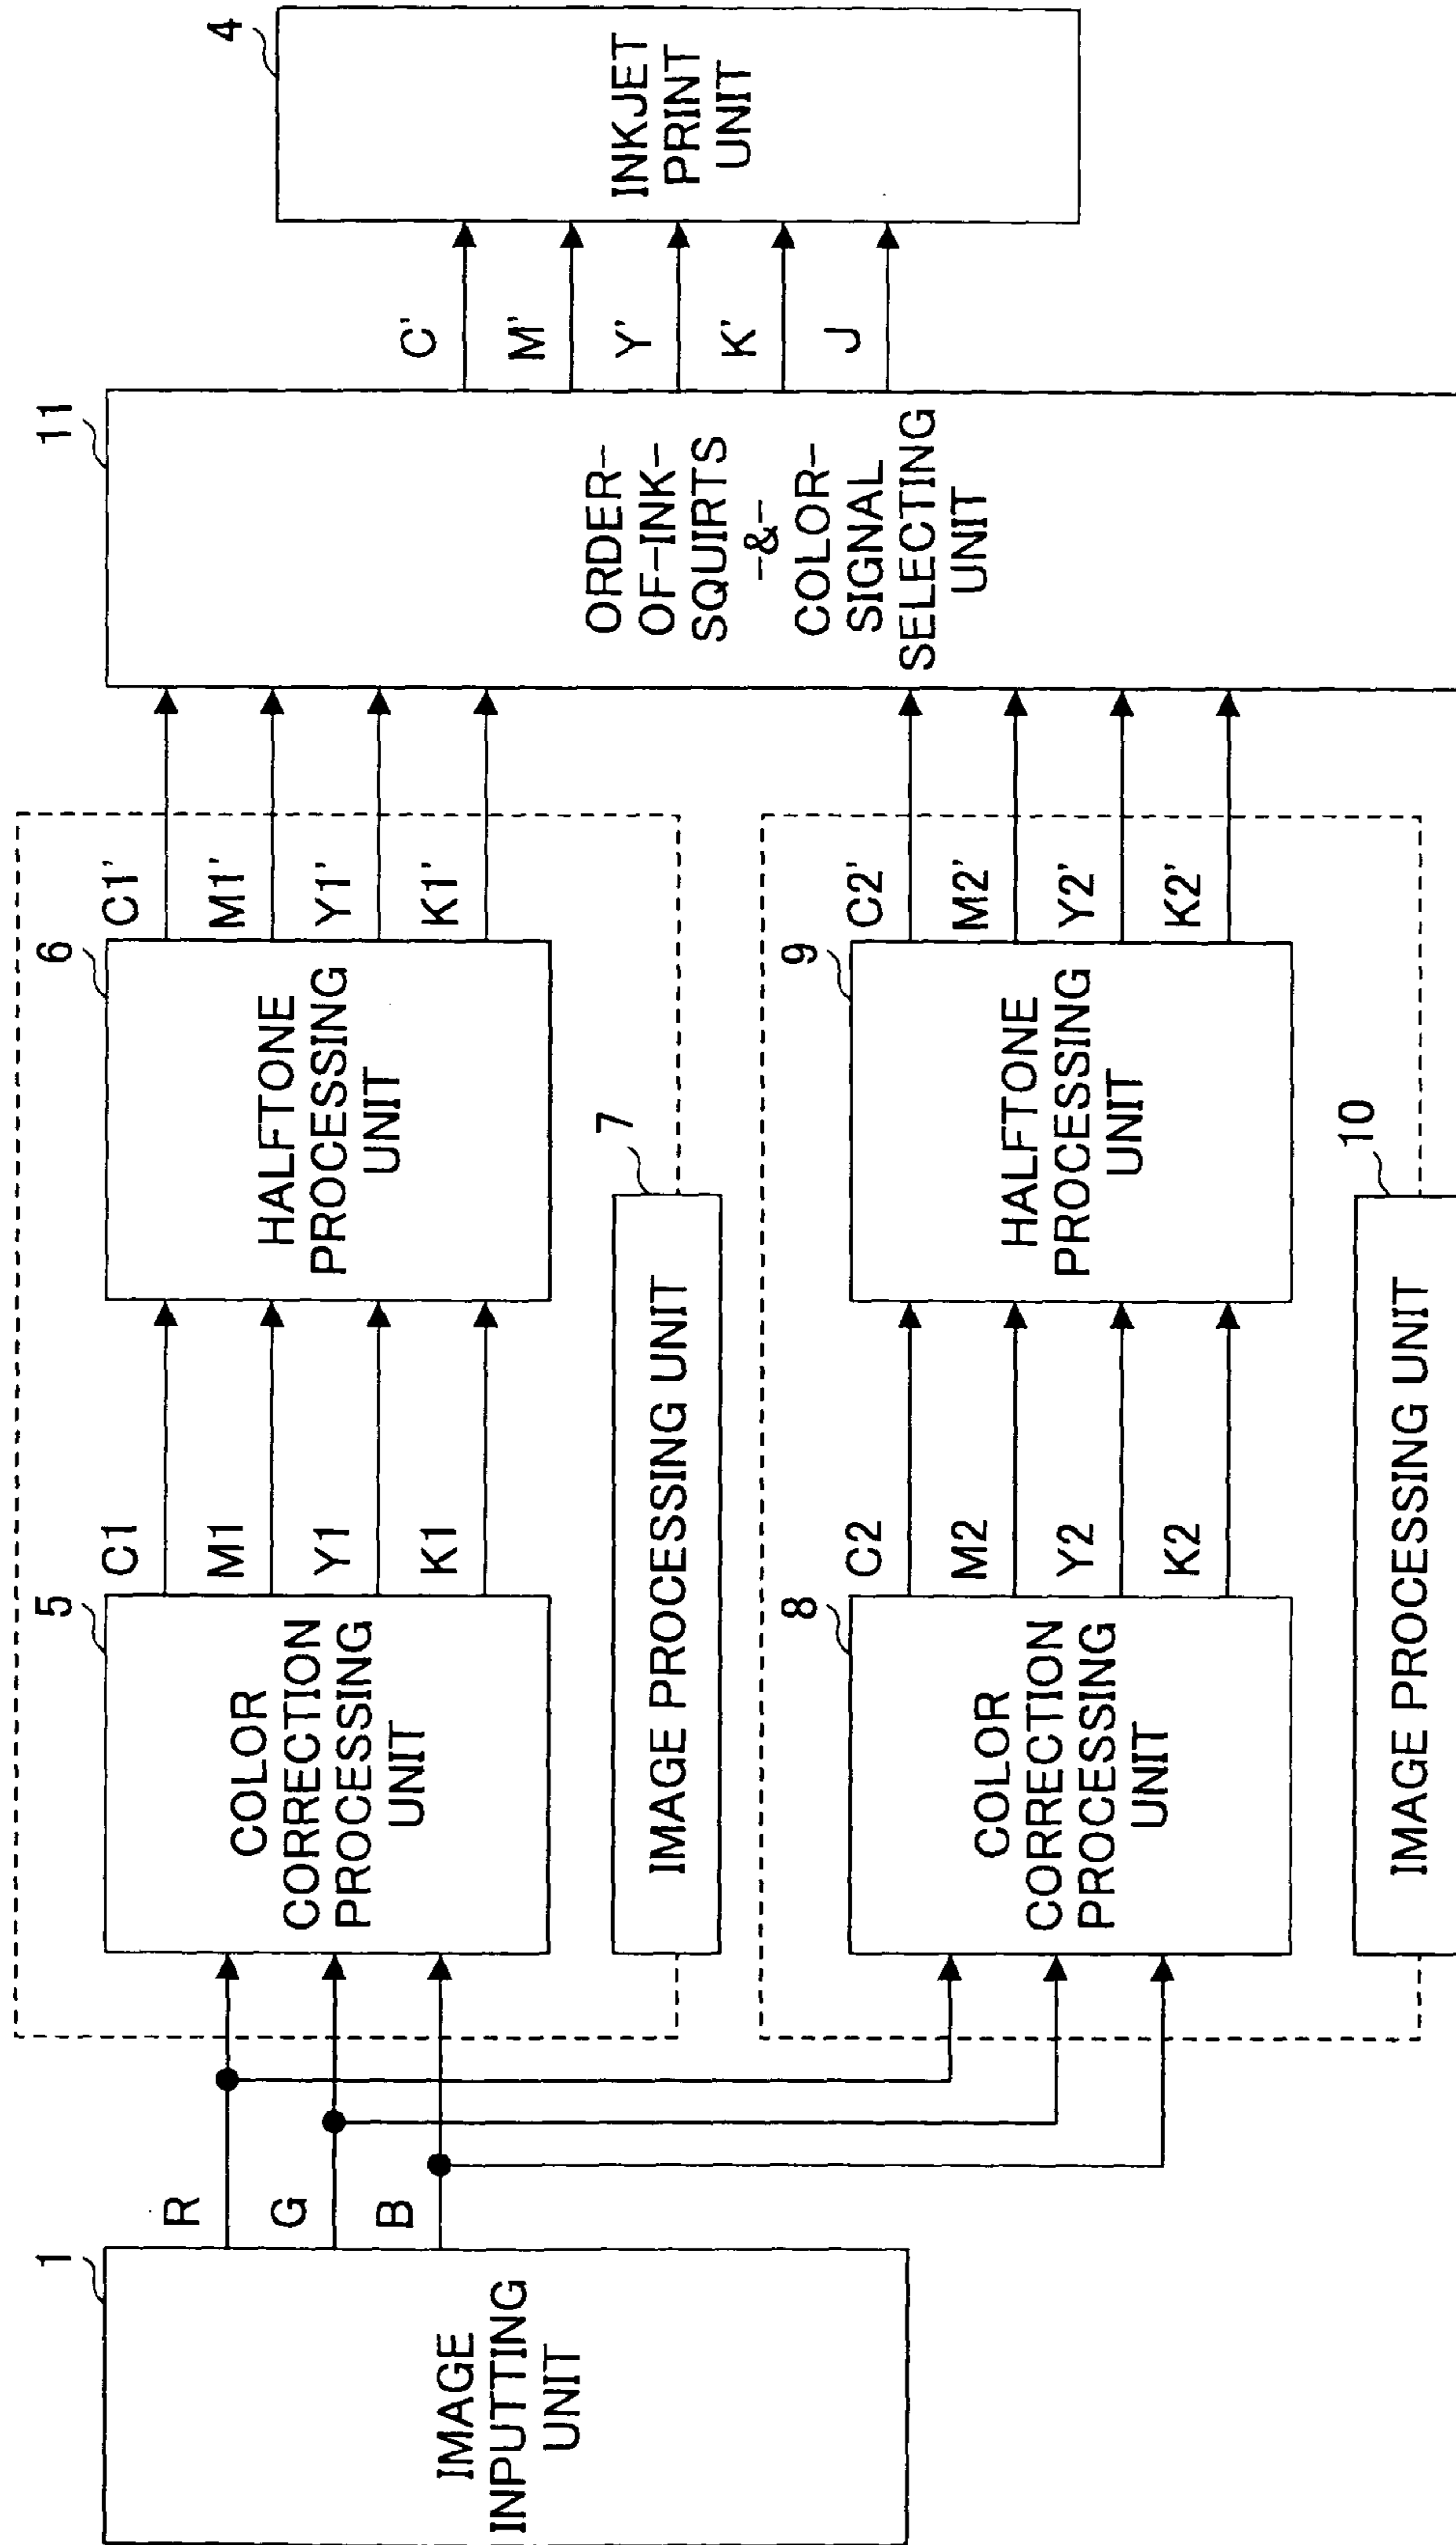 1
IMAGE
INPUTTING
UNIT
R
G
B
5
COLOR
CORRECTION
PROCESSING
UNIT
C1
M1
Y1
K1
6
HALFTONE
PROCESSING
UNIT
C1'
M1'
Y1'
K1'
7
IMAGE PROCESSING UNIT
8
COLOR
CORRECTION
PROCESSING
UNIT
C2
M2
Y2
K2
9
HALFTONE
PROCESSING
UNIT
C2'
M2'
Y2'
K2'
10
IMAGE PROCESSING UNIT
11
ORDER-
OF-INK-
SQUIRTS
-&-
COLOR-
SIGNAL
SELECTING
UNIT
C'
M'
Y'
K'
J
4
INKJET
PRINT
UNIT